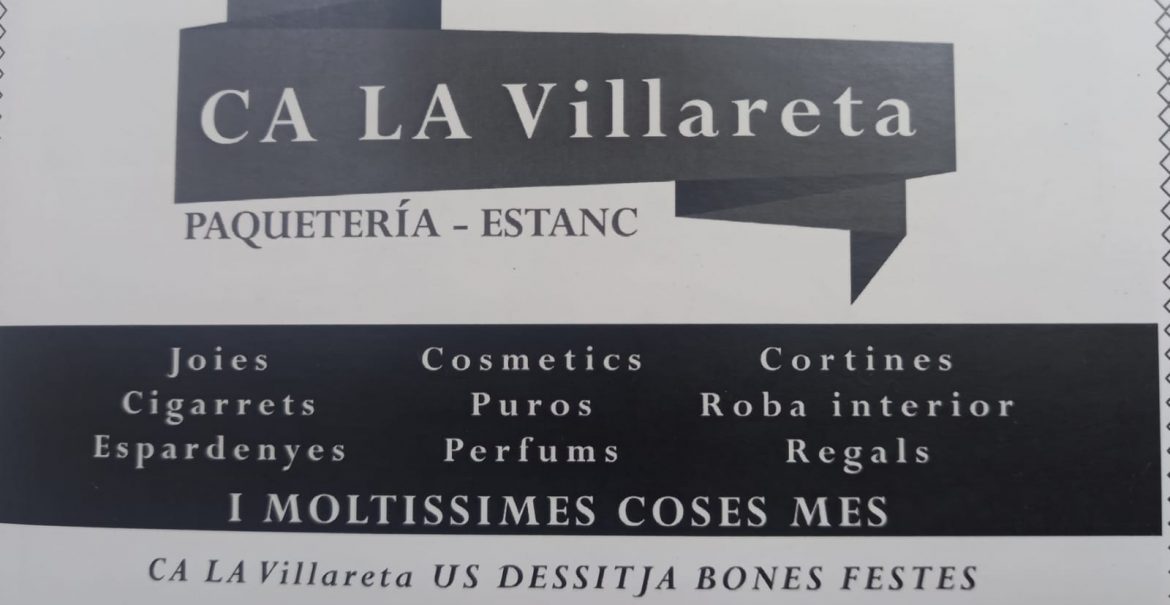 CA LA Villareta
PAQUETERÍA - ESTANC
Joies Cosmetics Cortines
Cigarrets Puros Roba interior
Espardenyes Perfums Regals
I MOLTISSIMES COSES MES
CA LA Villareta US DESSITJA BONES FESTES